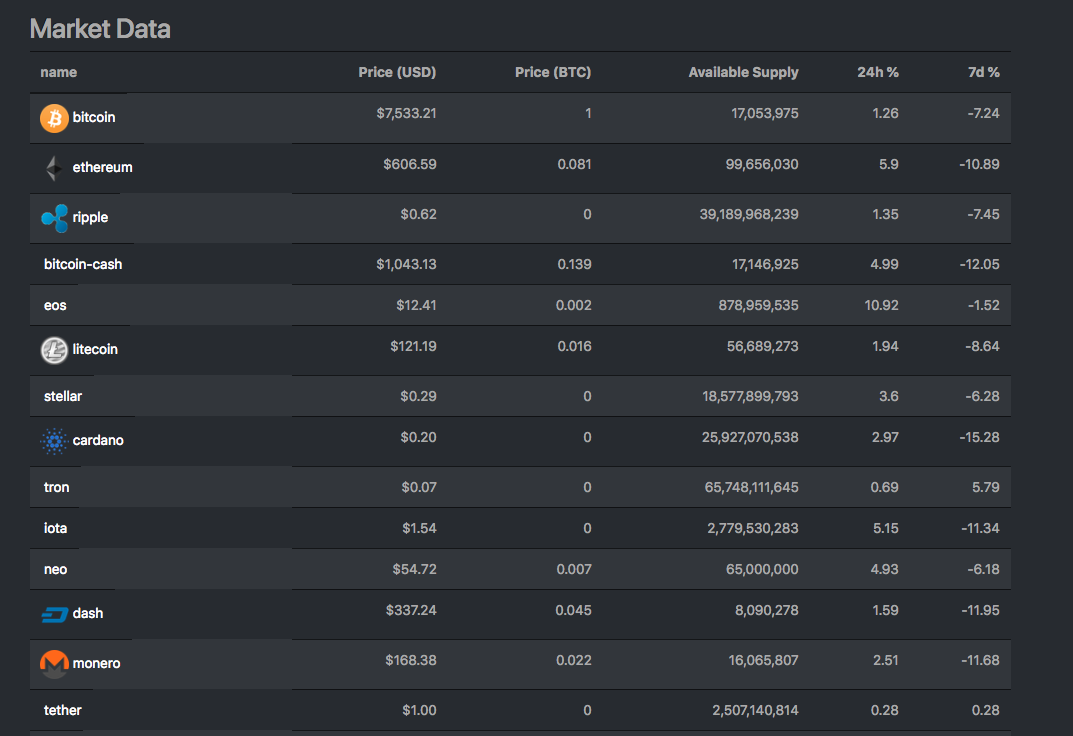 Market Data
name Price (USD) Price (BTC) Available Supply 24h % 7d %
bitcoin $7,533.21 1 17,053,975 1.26 -7.24
ethereum $606.59 0.081 99,656,030 5.9 -10.89
ripple $0.62 0 39,189,968,239 1.35 -7.45
bitcoin-cash $1,043.13 0.139 17,146,925 4.99 -12.05
eos $12.41 0.002 878,959,535 10.92 -1.52
litecoin $121.19 0.016 56,689,273 1.94 -8.64
stellar $0.29 0 18,577,899,793 3.6 -6.28
cardano $0.20 0 25,927,070,538 2.97 -15.28
tron $0.07 0 65,748,111,645 0.69 5.79
iota $1.54 0 2,779,530,283 5.15 -11.34
neo $54.72 0.007 65,000,000 4.93 -6.18
dash $337.24 0.045 8,090,278 1.59 -11.95
monero $168.38 0.022 16,065,807 2.51 -11.68
tether $1.00 0 2,507,140,814 0.28 0.28